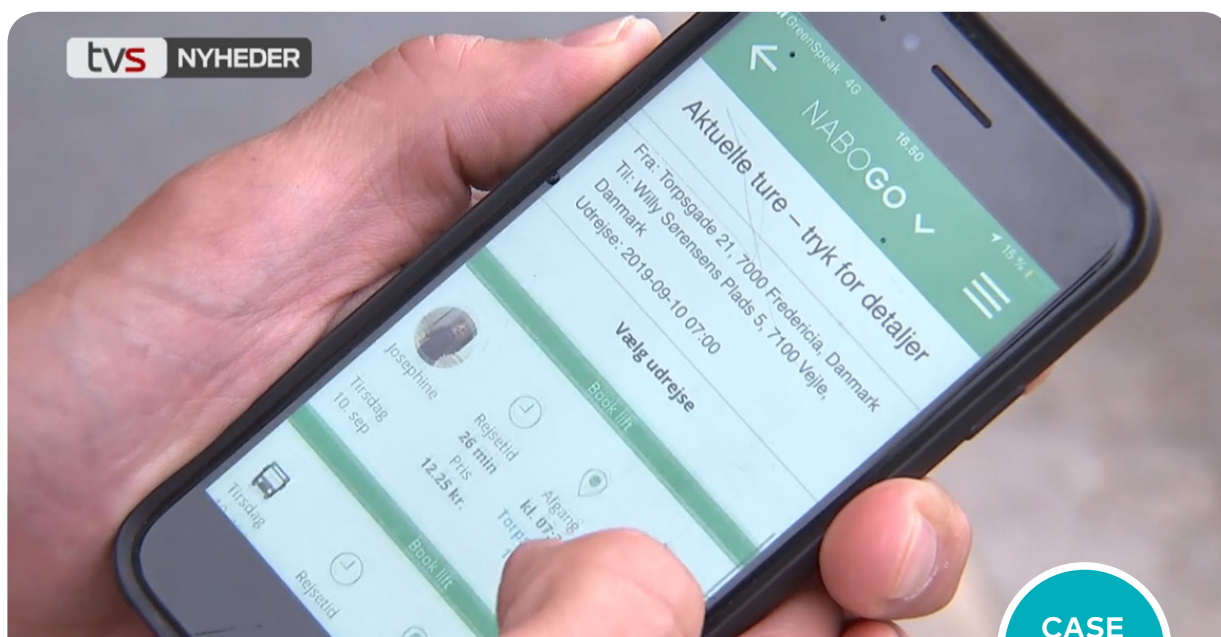 tvs NYHEDER
GreenSpeak 4G
16.50
15 %
NABOGO
Aktuelle ture – tryk for detaljer
Fra: Torpsgade 21, 7000 Fredericia, Danmark
Til: Willy Sørensens Plads 5, 7100 Vejle,
Danmark
Udrejse: 2019-09-10 07:00
Vælg udrejse
Book lift
Josephine
Tirsdag
10. sep
Rejsetid
26 min
Pris
12.25 kr.
Afgang
kl.
Book lift
Tirsdag
Rejsetid
CASE